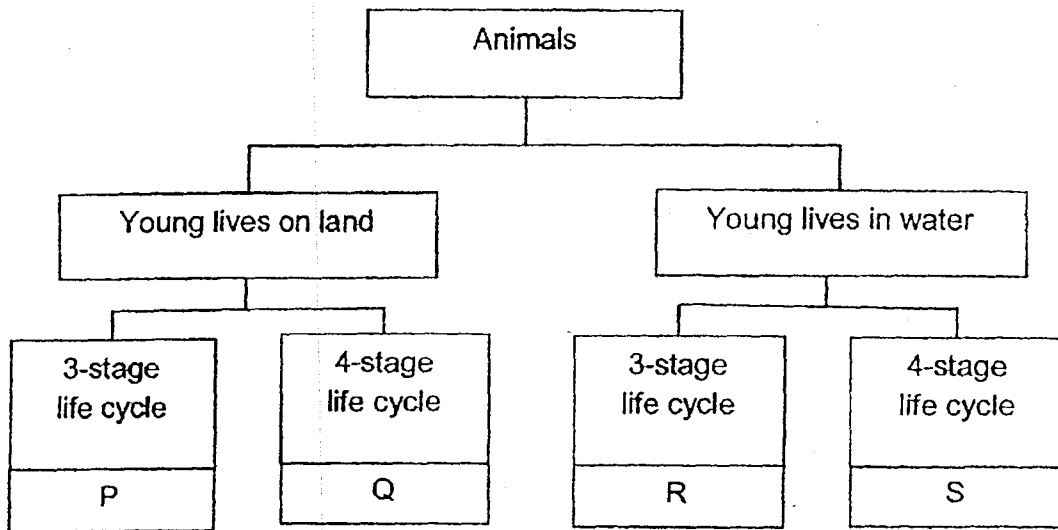 Animals
Young lives on land
Young lives in water
3-stage
life cycle
4-stage
life cycle
3-stage
life cycle
4-stage
life cycle
P
Q
R
S